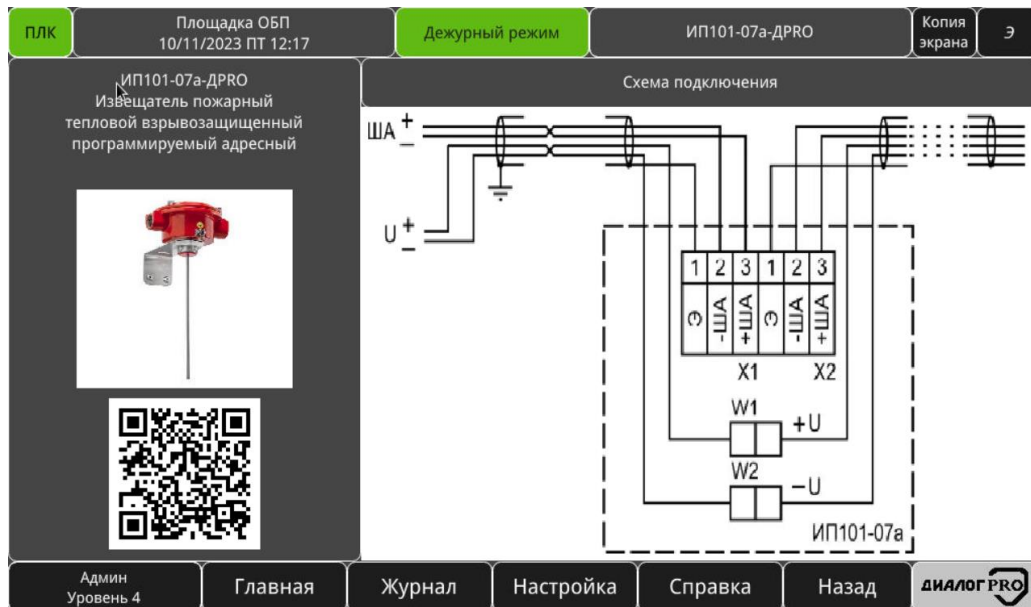 ПЛК
Площадка ОБП
10/11/2023 ПТ 12:17
Дежурный режим
ИП101-07а-ДPRO
Копия
экрана
Э
ИП101-07а-ДPRO
Извещатель пожарный
тепловой взрывозащищенный
программируемый адресный
Схема подключения
ША + −
U + −
1 2 3 1 2 3
Э -ША +ША Э -ША +ША
X1 X2
W1
+U
W2
−U
ИП101-07а
Админ
Уровень 4
Главная
Журнал
Настройка
Справка
Назад
ДИАЛОГ PRO